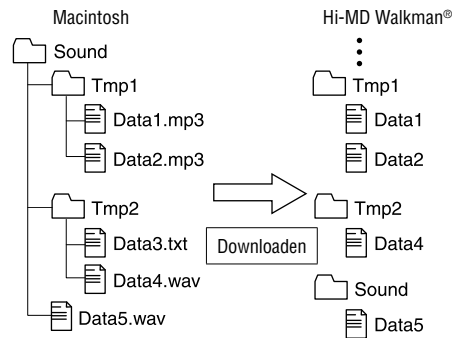 Macintosh
Sound
Tmp1
Data1.mp3
Data2.mp3
Tmp2
Data3.txt
Data4.wav
Data5.wav
Downloaden
Hi-MD Walkman®
Tmp1
Data1
Data2
Tmp2
Data4
Sound
Data5